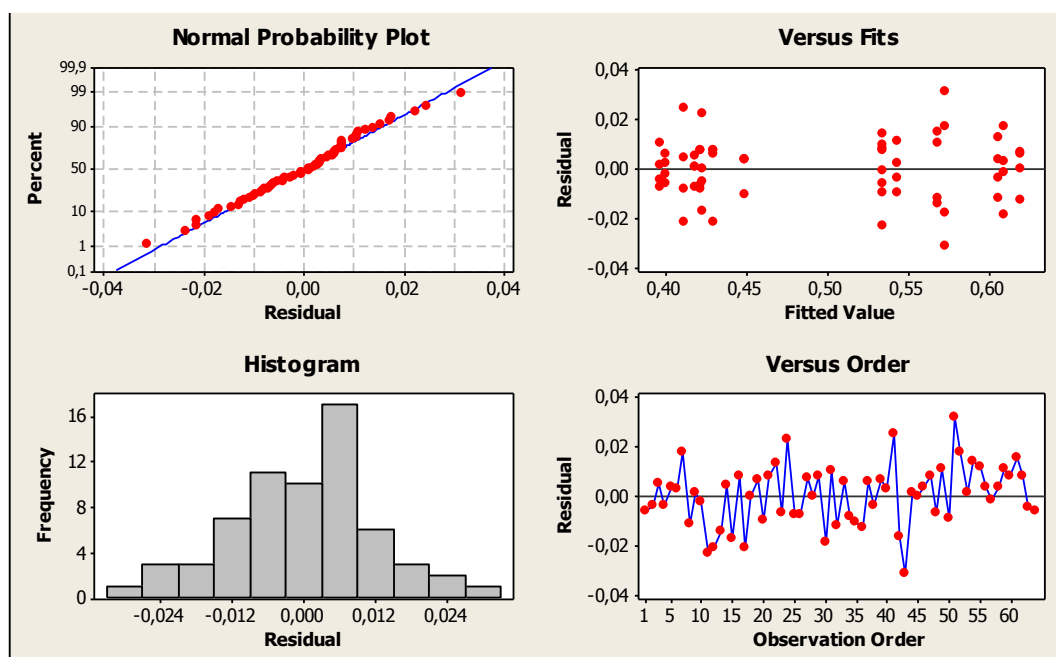 Normal Probability Plot
99,9
99
90
50
10
1
0,1
Percent
-0,04 -0,02 0,00 0,02 0,04
Residual
Versus Fits
0,04
0,02
0,00
-0,02
-0,04
Residual
0,40 0,45 0,50 0,55 0,60
Fitted Value
Histogram
16
12
8
4
0
Frequency
-0,024 -0,012 0,000 0,012 0,024
Residual
Versus Order
0,04
0,02
0,00
-0,02
-0,04
Residual
1 5 10 15 20 25 30 35 40 45 50 55 60
Observation Order